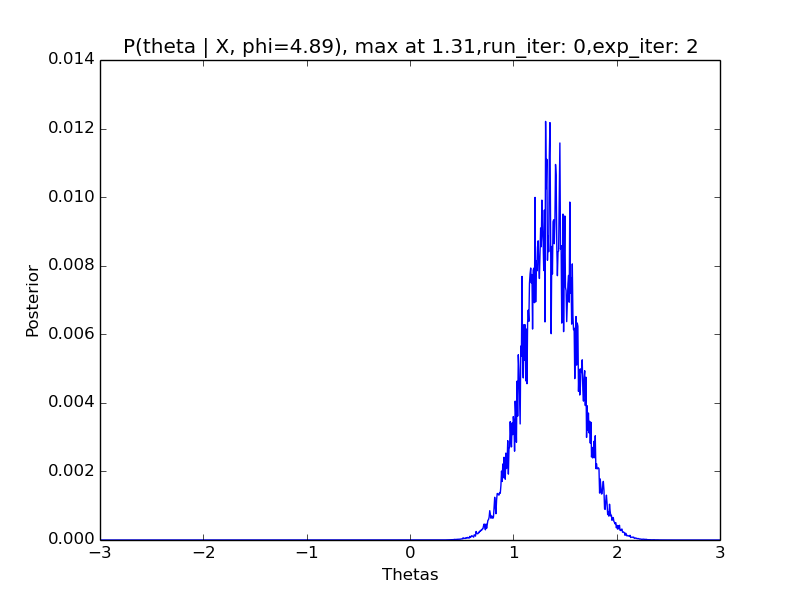 P(theta | X, phi=4.89), max at 1.31,run_iter: 0,exp_iter: 2
0.014
0.012
0.010
0.008
0.006
0.004
0.002
0.000
Posterior
−3 −2 −1 0 1 2 3
Thetas